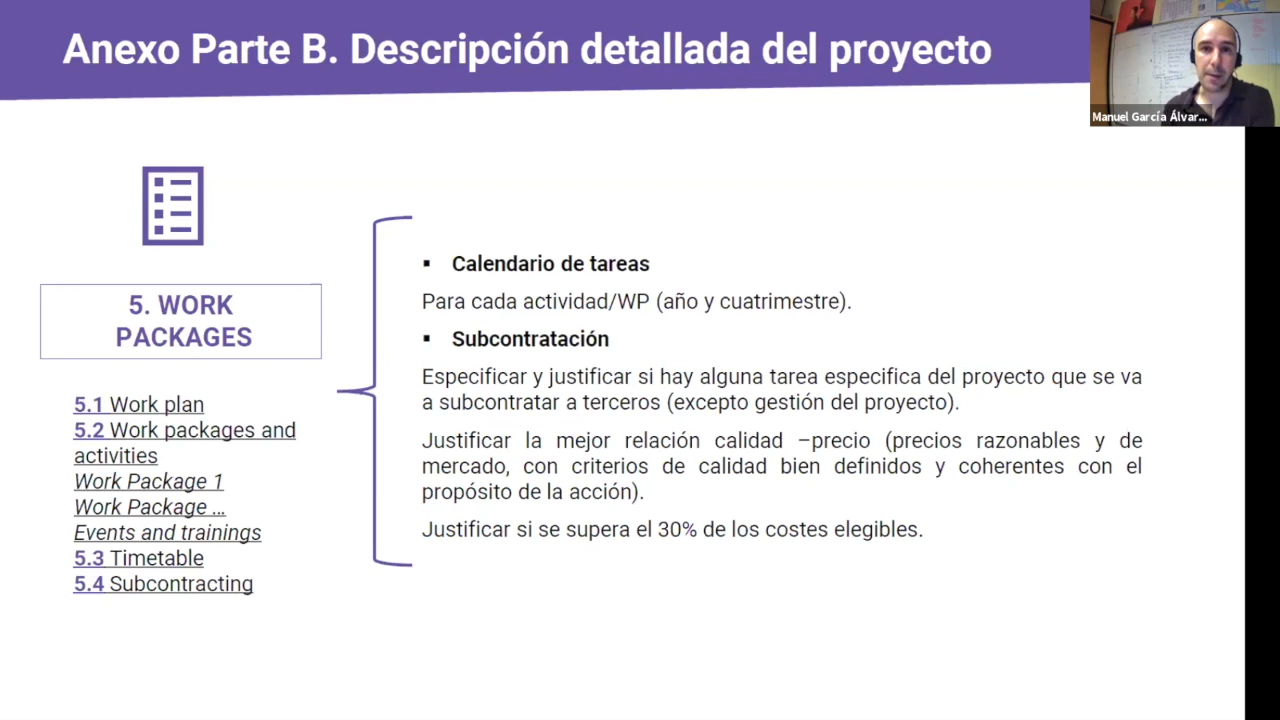 Anexo Parte B. Descripción detallada del proyecto
Manuel García Álvar...
5. WORK
PACKAGES
5.1 Work plan
5.2 Work packages and
activities
Work Package 1
Work Package …
Events and trainings
5.3 Timetable
5.4 Subcontracting
▪ Calendario de tareas
Para cada actividad/WP (año y cuatrimestre).
▪ Subcontratación
Especificar y justificar si hay alguna tarea especifica del proyecto que se va
a subcontratar a terceros (excepto gestión del proyecto).
Justificar la mejor relación calidad –precio (precios razonables y de
mercado, con criterios de calidad bien definidos y coherentes con el
propósito de la acción).
Justificar si se supera el 30% de los costes elegibles.